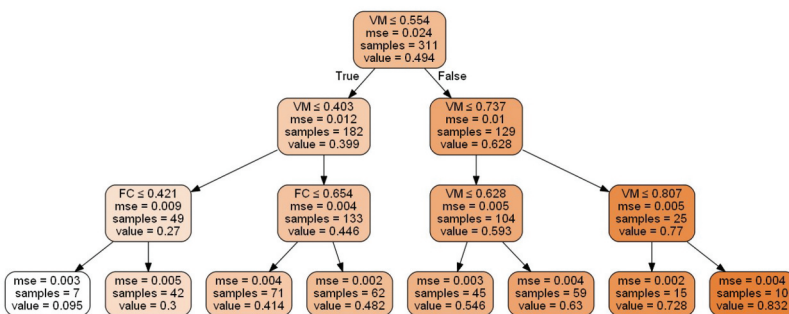 VM ≤ 0.554
mse = 0.024
samples = 311
value = 0.494
True
False
VM ≤ 0.403
mse = 0.012
samples = 182
value = 0.399
VM ≤ 0.737
mse = 0.01
samples = 129
value = 0.628
FC ≤ 0.421
mse = 0.009
samples = 49
value = 0.27
FC ≤ 0.654
mse = 0.004
samples = 133
value = 0.446
VM ≤ 0.628
mse = 0.005
samples = 104
value = 0.593
VM ≤ 0.807
mse = 0.005
samples = 25
value = 0.77
mse = 0.003
samples = 7
value = 0.095
mse = 0.005
samples = 42
value = 0.3
mse = 0.004
samples = 71
value = 0.414
mse = 0.002
samples = 62
value = 0.482
mse = 0.003
samples = 45
value = 0.546
mse = 0.004
samples = 59
value = 0.63
mse = 0.002
samples = 15
value = 0.728
mse = 0.004
samples = 10
value = 0.832